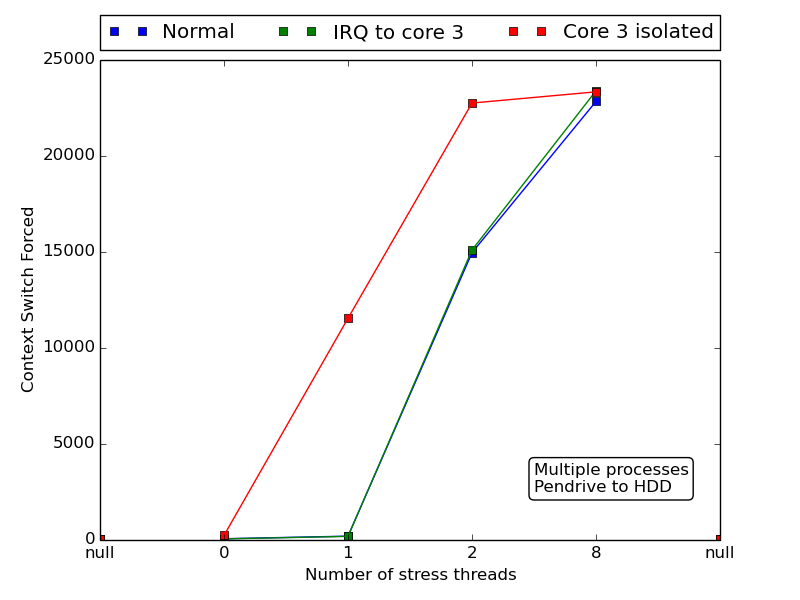 Normal IRQ to core 3 Core 3 isolated
25000
20000
15000
10000
5000
0
Context Switch Forced
Multiple processes
Pendrive to HDD
null 0 1 2 8 null
Number of stress threads